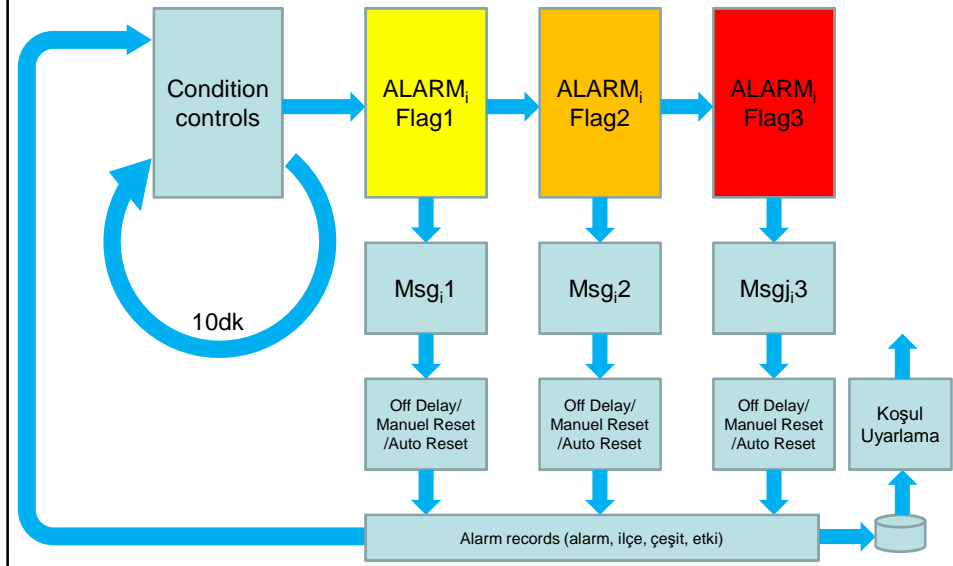 Condition
controls
ALARMi
Flag1
ALARMi
Flag2
ALARMi
Flag3
10dk
Msgi1
Msgi2
Msgji3
Off Delay/
Manuel Reset
/Auto Reset
Off Delay/
Manuel Reset
/Auto Reset
Off Delay/
Manuel Reset
/Auto Reset
Koşul
Uyarlama
Alarm records (alarm, ilçe, çeşit, etki)